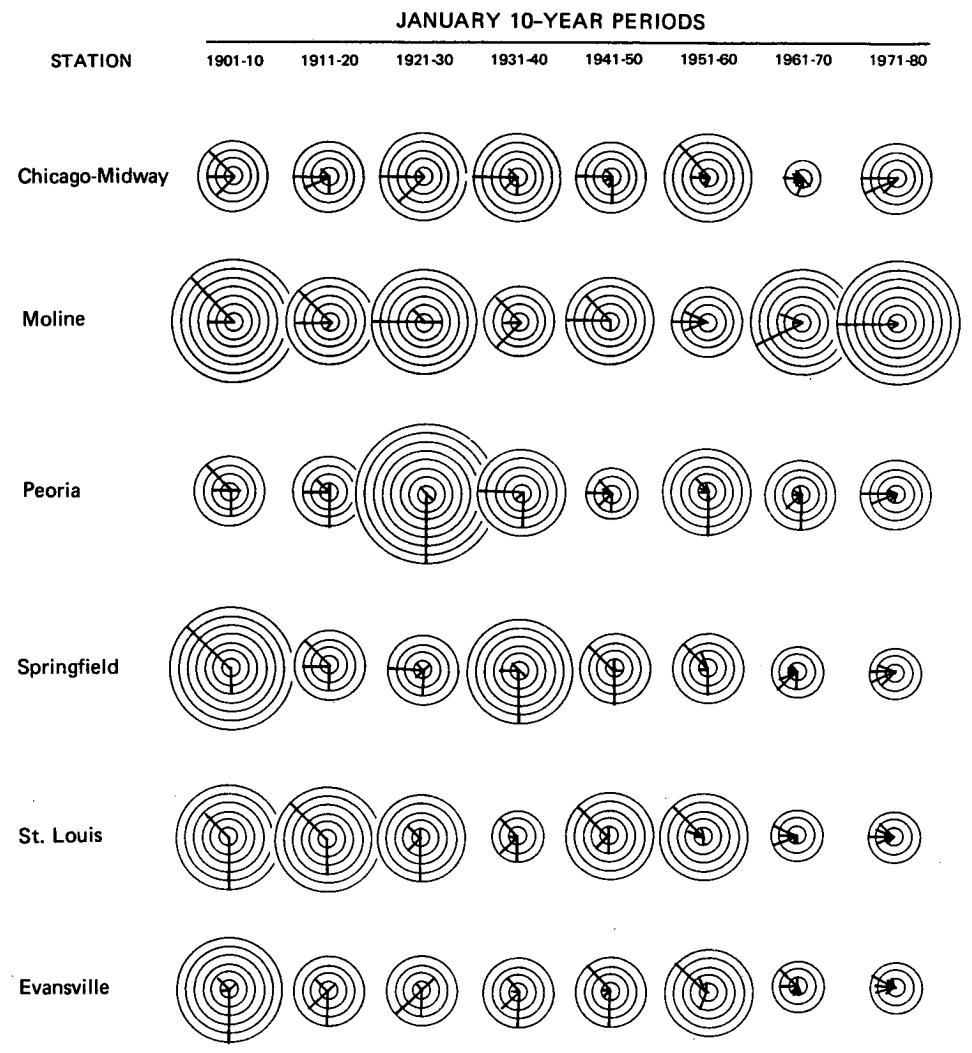 JANUARY 10-YEAR PERIODS
STATION 1901-10 1911-20 1921-30 1931-40 1941-50 1951-60 1961-70 1971-80
Chicago-Midway
Moline
Peoria
Springfield
St. Louis
Evansville